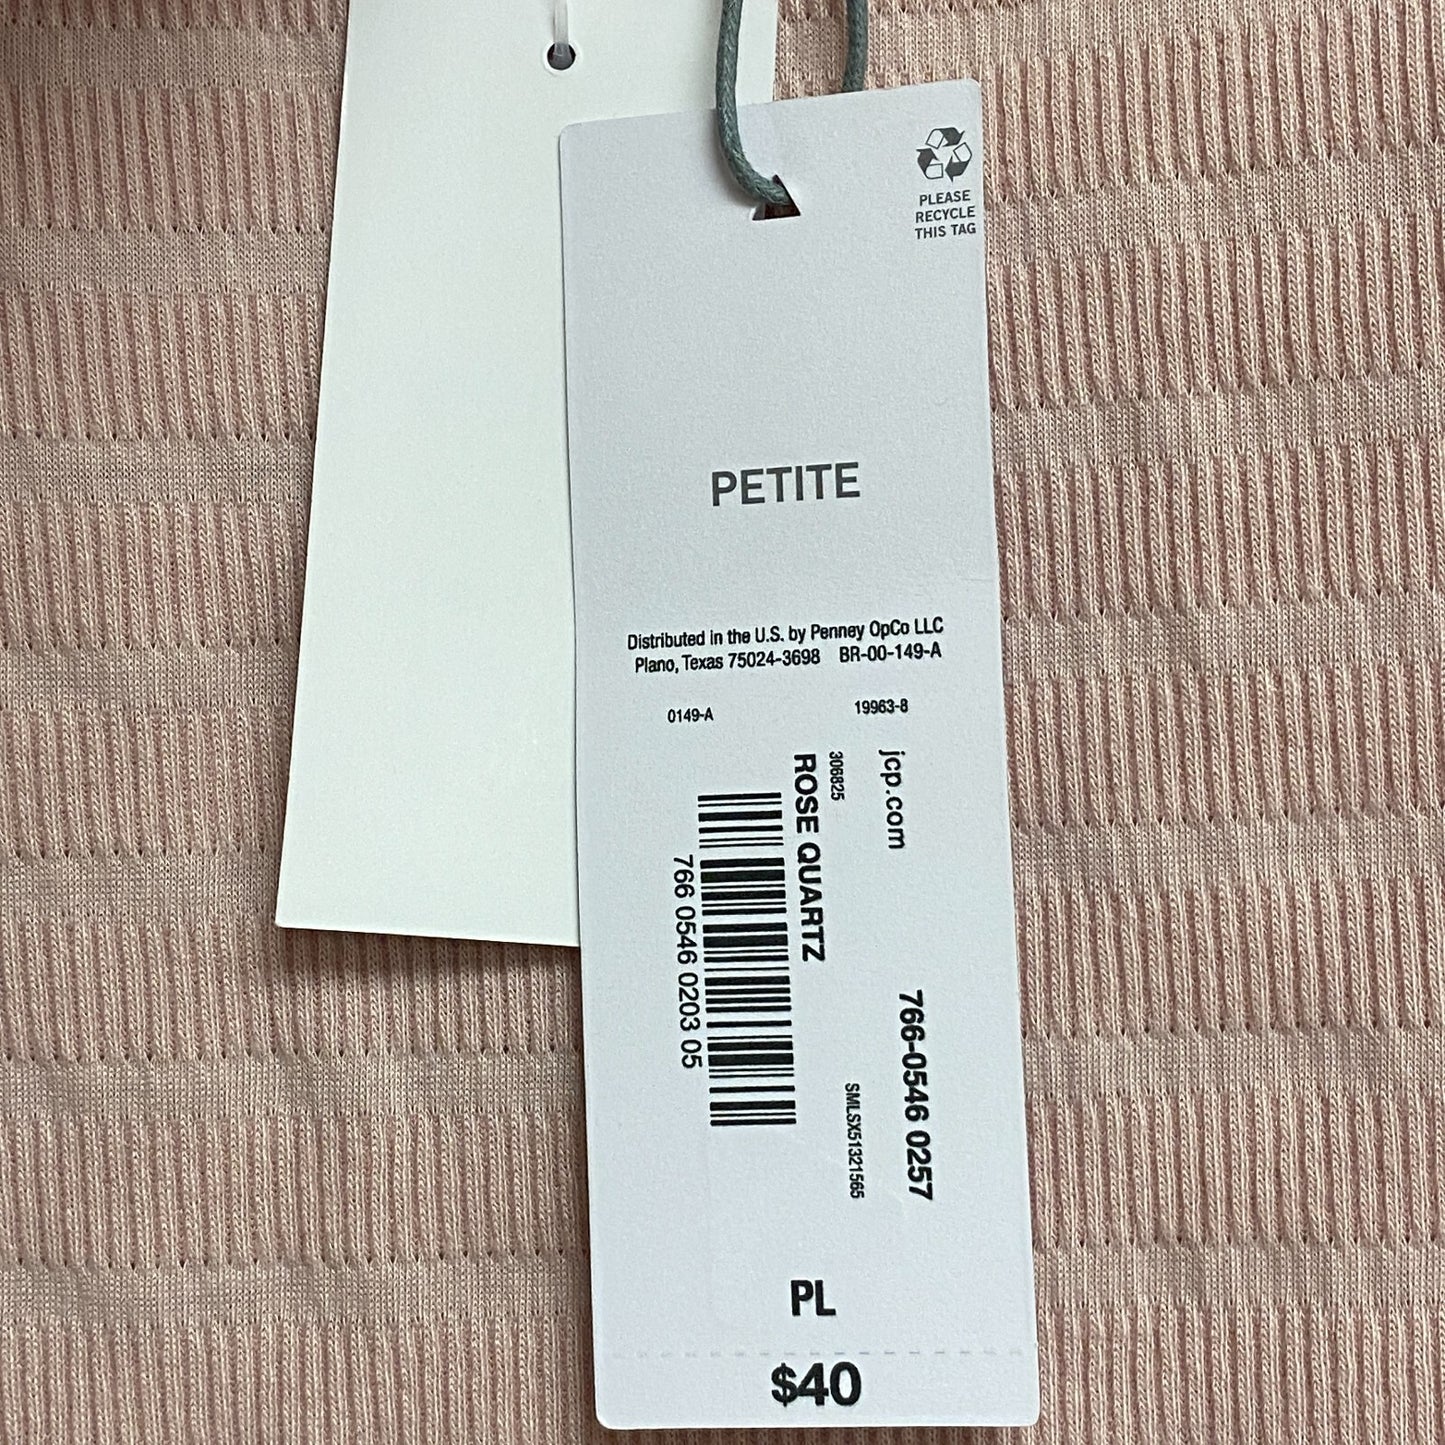 PLEASE
RECYCLE
THIS TAG
PETITE
Distributed in the U.S. by Penney OpCo LLC
Plano, Texas 75024-3698 BR-00-149-A
0149-A 19963-8
jcp.com 766-0546 0257
306825 SMLSX51321565
ROSE QUARTZ
766 0546 0203 05
PL
$40